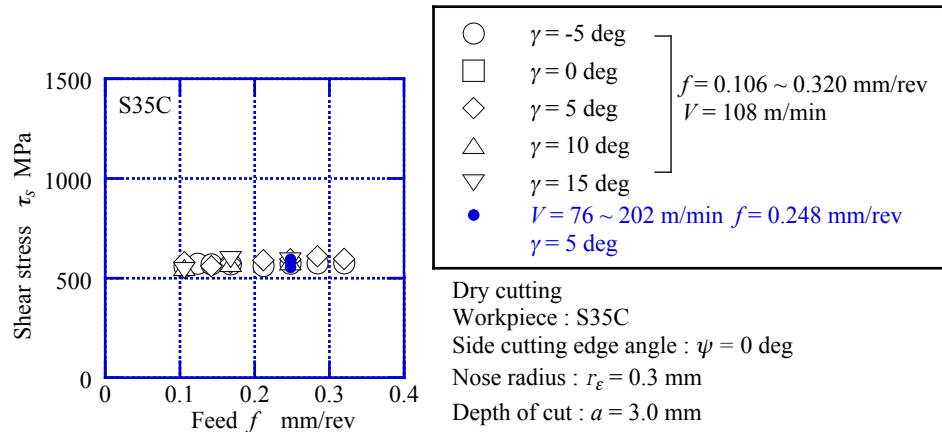 1500
1000
500
0
Shear stress τs MPa
S35C
0
0.1
0.2
0.3
0.4
Feed f mm/rev
γ = -5 deg
γ = 0 deg
γ = 5 deg
γ = 10 deg
γ = 15 deg
f = 0.106 ~ 0.320 mm/rev
V = 108 m/min
V = 76 ~ 202 m/min f = 0.248 mm/rev
γ = 5 deg
Dry cutting
Workpiece : S35C
Side cutting edge angle : ψ = 0 deg
Nose radius : rε = 0.3 mm
Depth of cut : a = 3.0 mm